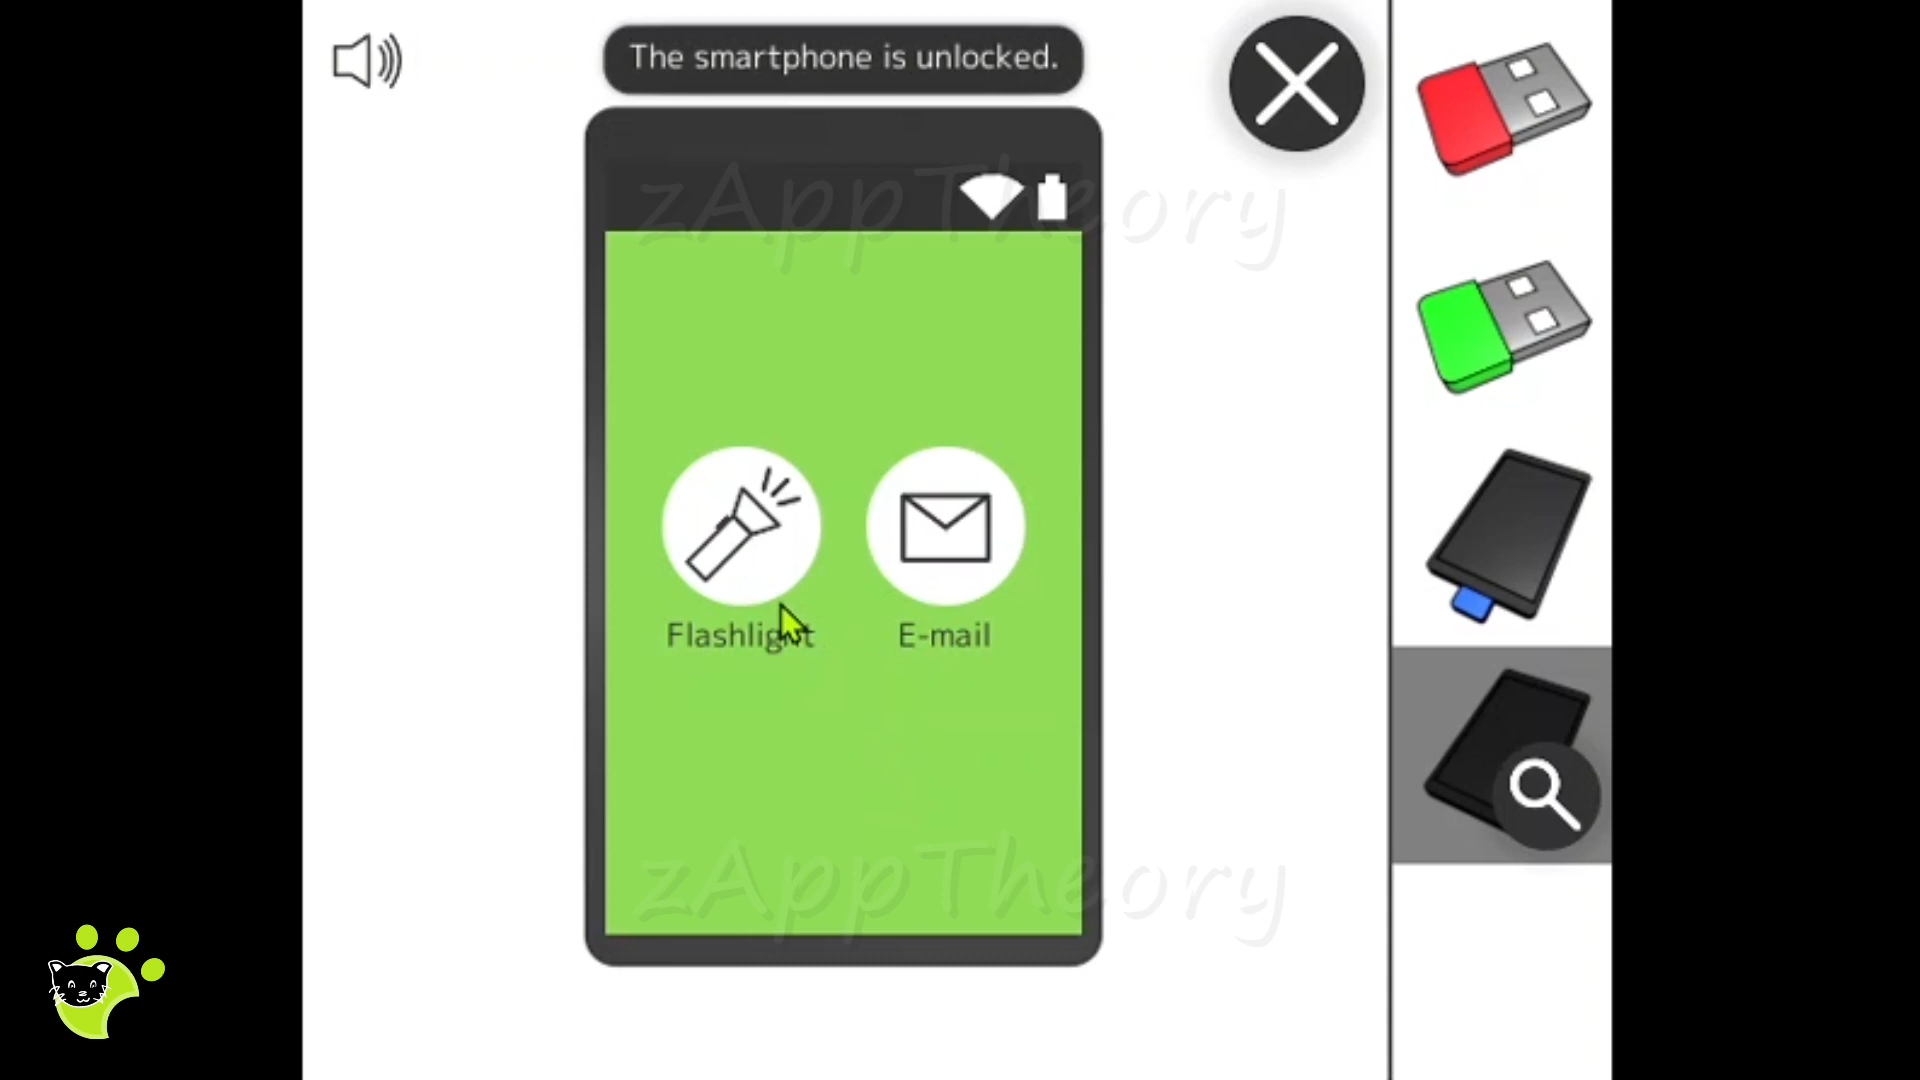 The smartphone is unlocked.
zAppTheory
Flashlight
E-mail
zAppTheory